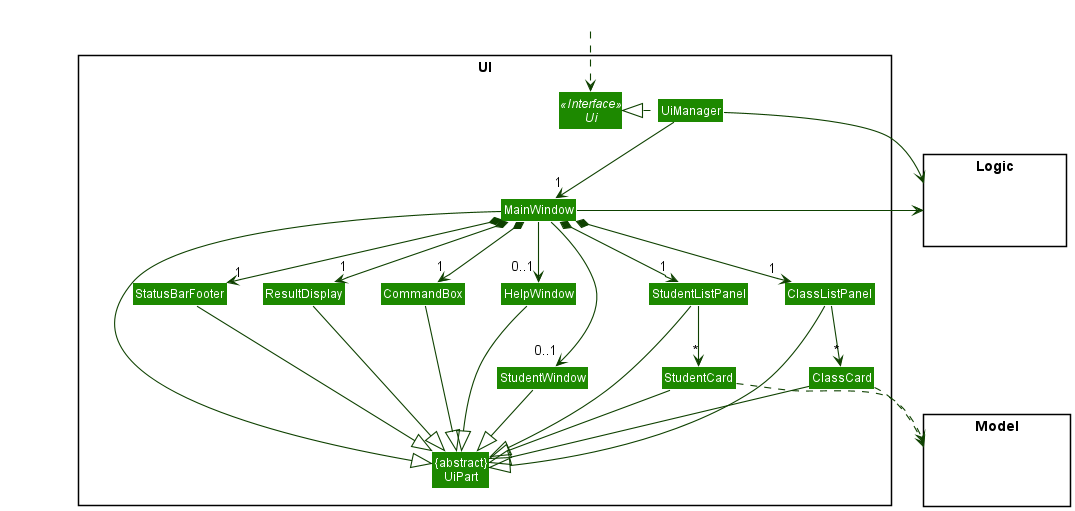 UI
«Interface»
Ui
UiManager
Logic
1
MainWindow
1
1
1
0..1
1
1
StatusBarFooter
ResultDisplay
CommandBox
HelpWindow
StudentListPanel
ClassListPanel
0..1
*
*
StudentWindow
StudentCard
ClassCard
Model
{abstract}
UiPart